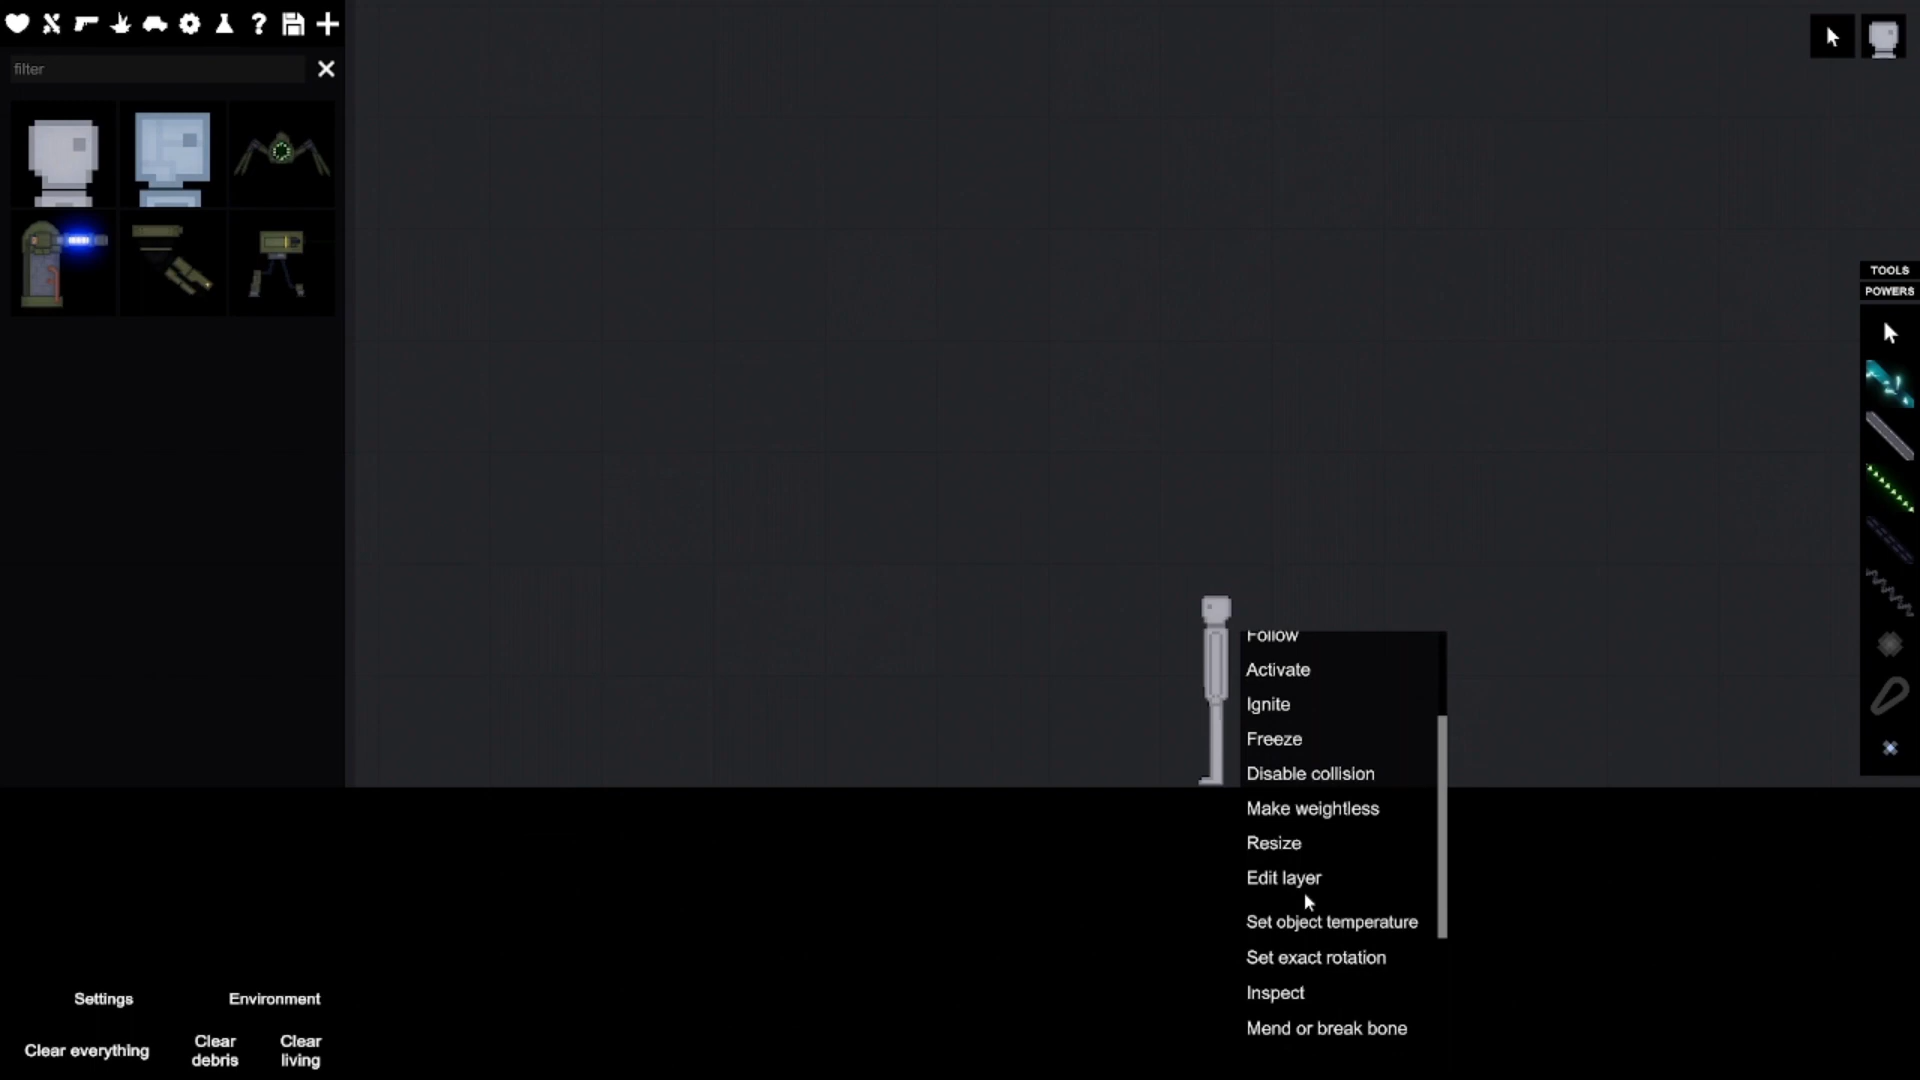 filter
TOOLS
POWERS
Follow
Activate
Ignite
Freeze
Disable collision
Make weightless
Resize
Edit layer
Set object temperature
Set exact rotation
Inspect
Mend or break bone
Settings
Environment
Clear everything
Clear
debris
Clear
living